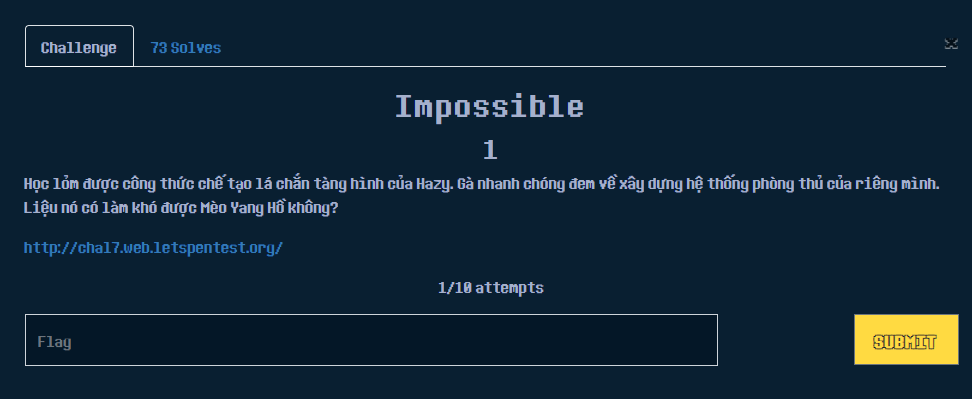 Challenge
73 Solves
Impossible
1
Học lỏm được công thức chế tạo lá chắn tàng hình của Hazy. Gà nhanh chóng đem về xây dựng hệ thống phòng thủ của riêng mình.
Liệu nó có làm khó được Mèo Yang Hồ không?
http://chal7.web.letspentest.org/
1/10 attempts
Flag
SUBMIT